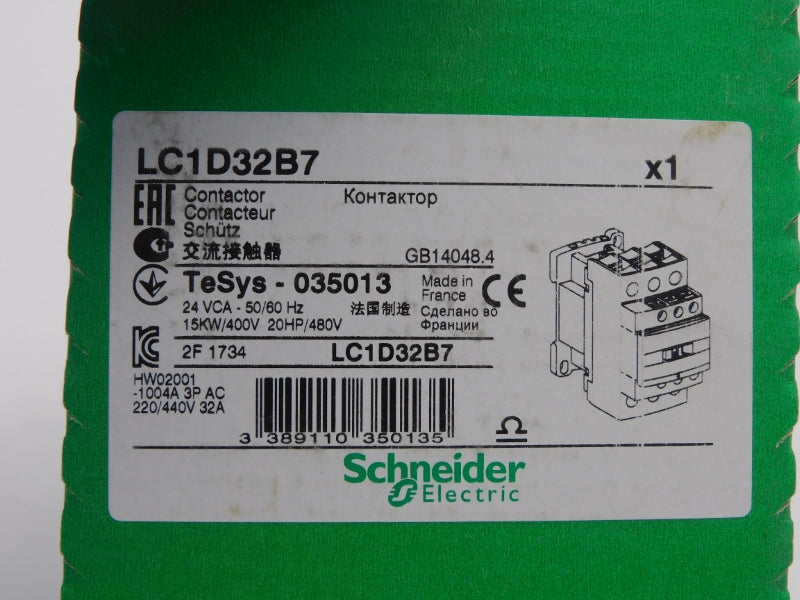 LC1D32B7 x1
EAC Contactor Контактор
Contacteur
Schütz
交流接触器 GB14048.4
TeSys - 035013 Made in France CE
24 VCA - 50/60 Hz 法国制造 Сделано во
15KW/400V 20HP/480V Франции
2F 1734 LC1D32B7
HW02001
-1004A 3P AC
220/440V 32A
3 389110 350135
Schneider
Electric